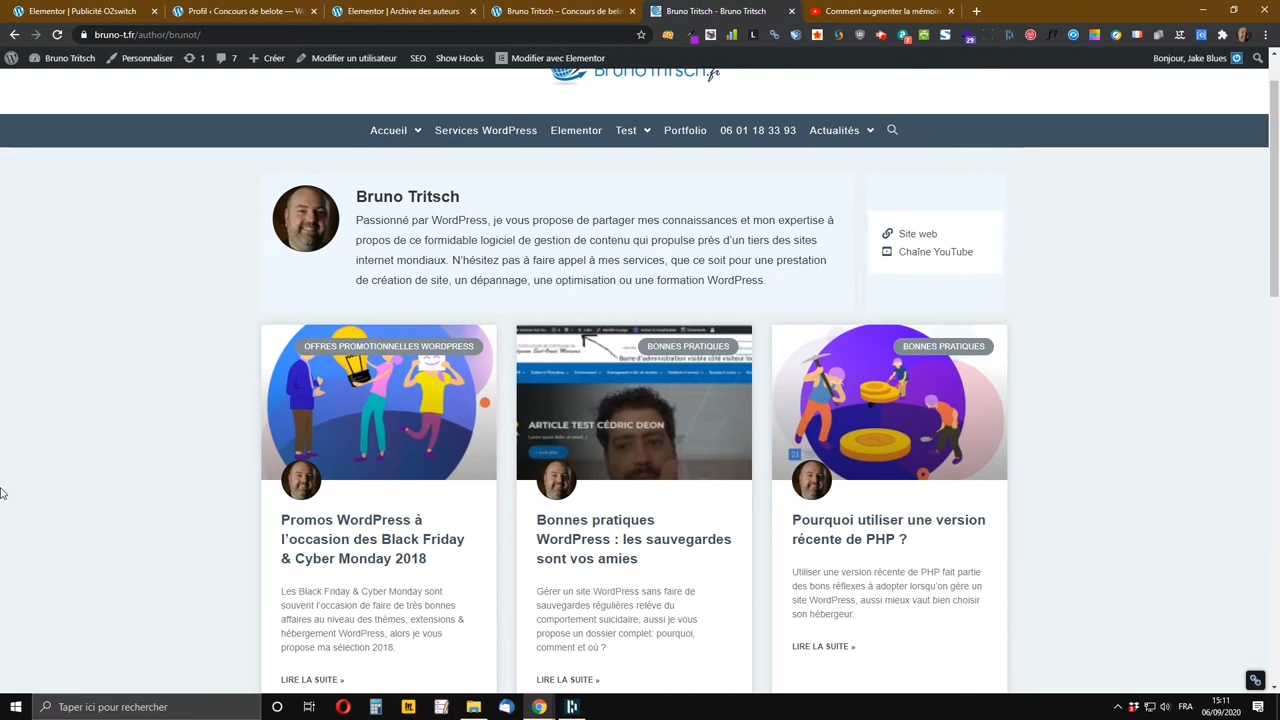 Elementor | Publicité O2switch
Profil ‹ Concours de belote — W
Elementor | Archive des auteurs
Bruno Tritsch – Concours de belo
Bruno Tritsch - Bruno Tritsch
Comment augmenter la mémoi
bruno-t.fr/author/brunot/
Bruno Tritsch Personnaliser 1 7 Créer Modifier un utilisateur SEO Show Hooks Modifier avec Elementor Bonjour, Jake Blues
BrunoTritsch.fr
Accueil Services WordPress Elementor Test Portfolio 06 01 18 33 93 Actualités
Bruno Tritsch
Passionné par WordPress, je vous propose de partager mes connaissances et mon expertise à
propos de ce formidable logiciel de gestion de contenu qui propulse près d’un tiers des sites
internet mondiaux. N’hésitez pas à faire appel à mes services, que ce soit pour une prestation
de création de site, un dépannage, une optimisation ou une formation WordPress.
Site web
Chaîne YouTube
OFFRES PROMOTIONNELLES WORDPRESS
Promos WordPress à
l’occasion des Black Friday
& Cyber Monday 2018
Les Black Friday & Cyber Monday sont
souvent l’occasion de faire de très bonnes
affaires au niveau des thèmes, extensions &
hébergement WordPress, alors je vous
propose ma sélection 2018.
LIRE LA SUITE »
BONNES PRATIQUES
Barre d'administration visible côté visiteur
ARTICLE TEST CÉDRIC DEON
Bonnes pratiques
WordPress : les sauvegardes
sont vos amies
Gérer un site WordPress sans faire de
sauvegardes régulières relève du
comportement suicidaire, aussi je vous
propose un dossier complet: pourquoi,
comment et où ?
LIRE LA SUITE »
BONNES PRATIQUES
21
Pourquoi utiliser une version
récente de PHP ?
Utiliser une version récente de PHP fait partie
des bons réflexes à adopter lorsqu’on gère un
site WordPress, aussi mieux vaut bien choisir
son hébergeur.
LIRE LA SUITE »
Taper ici pour rechercher
FRA
15:11
06/09/2020